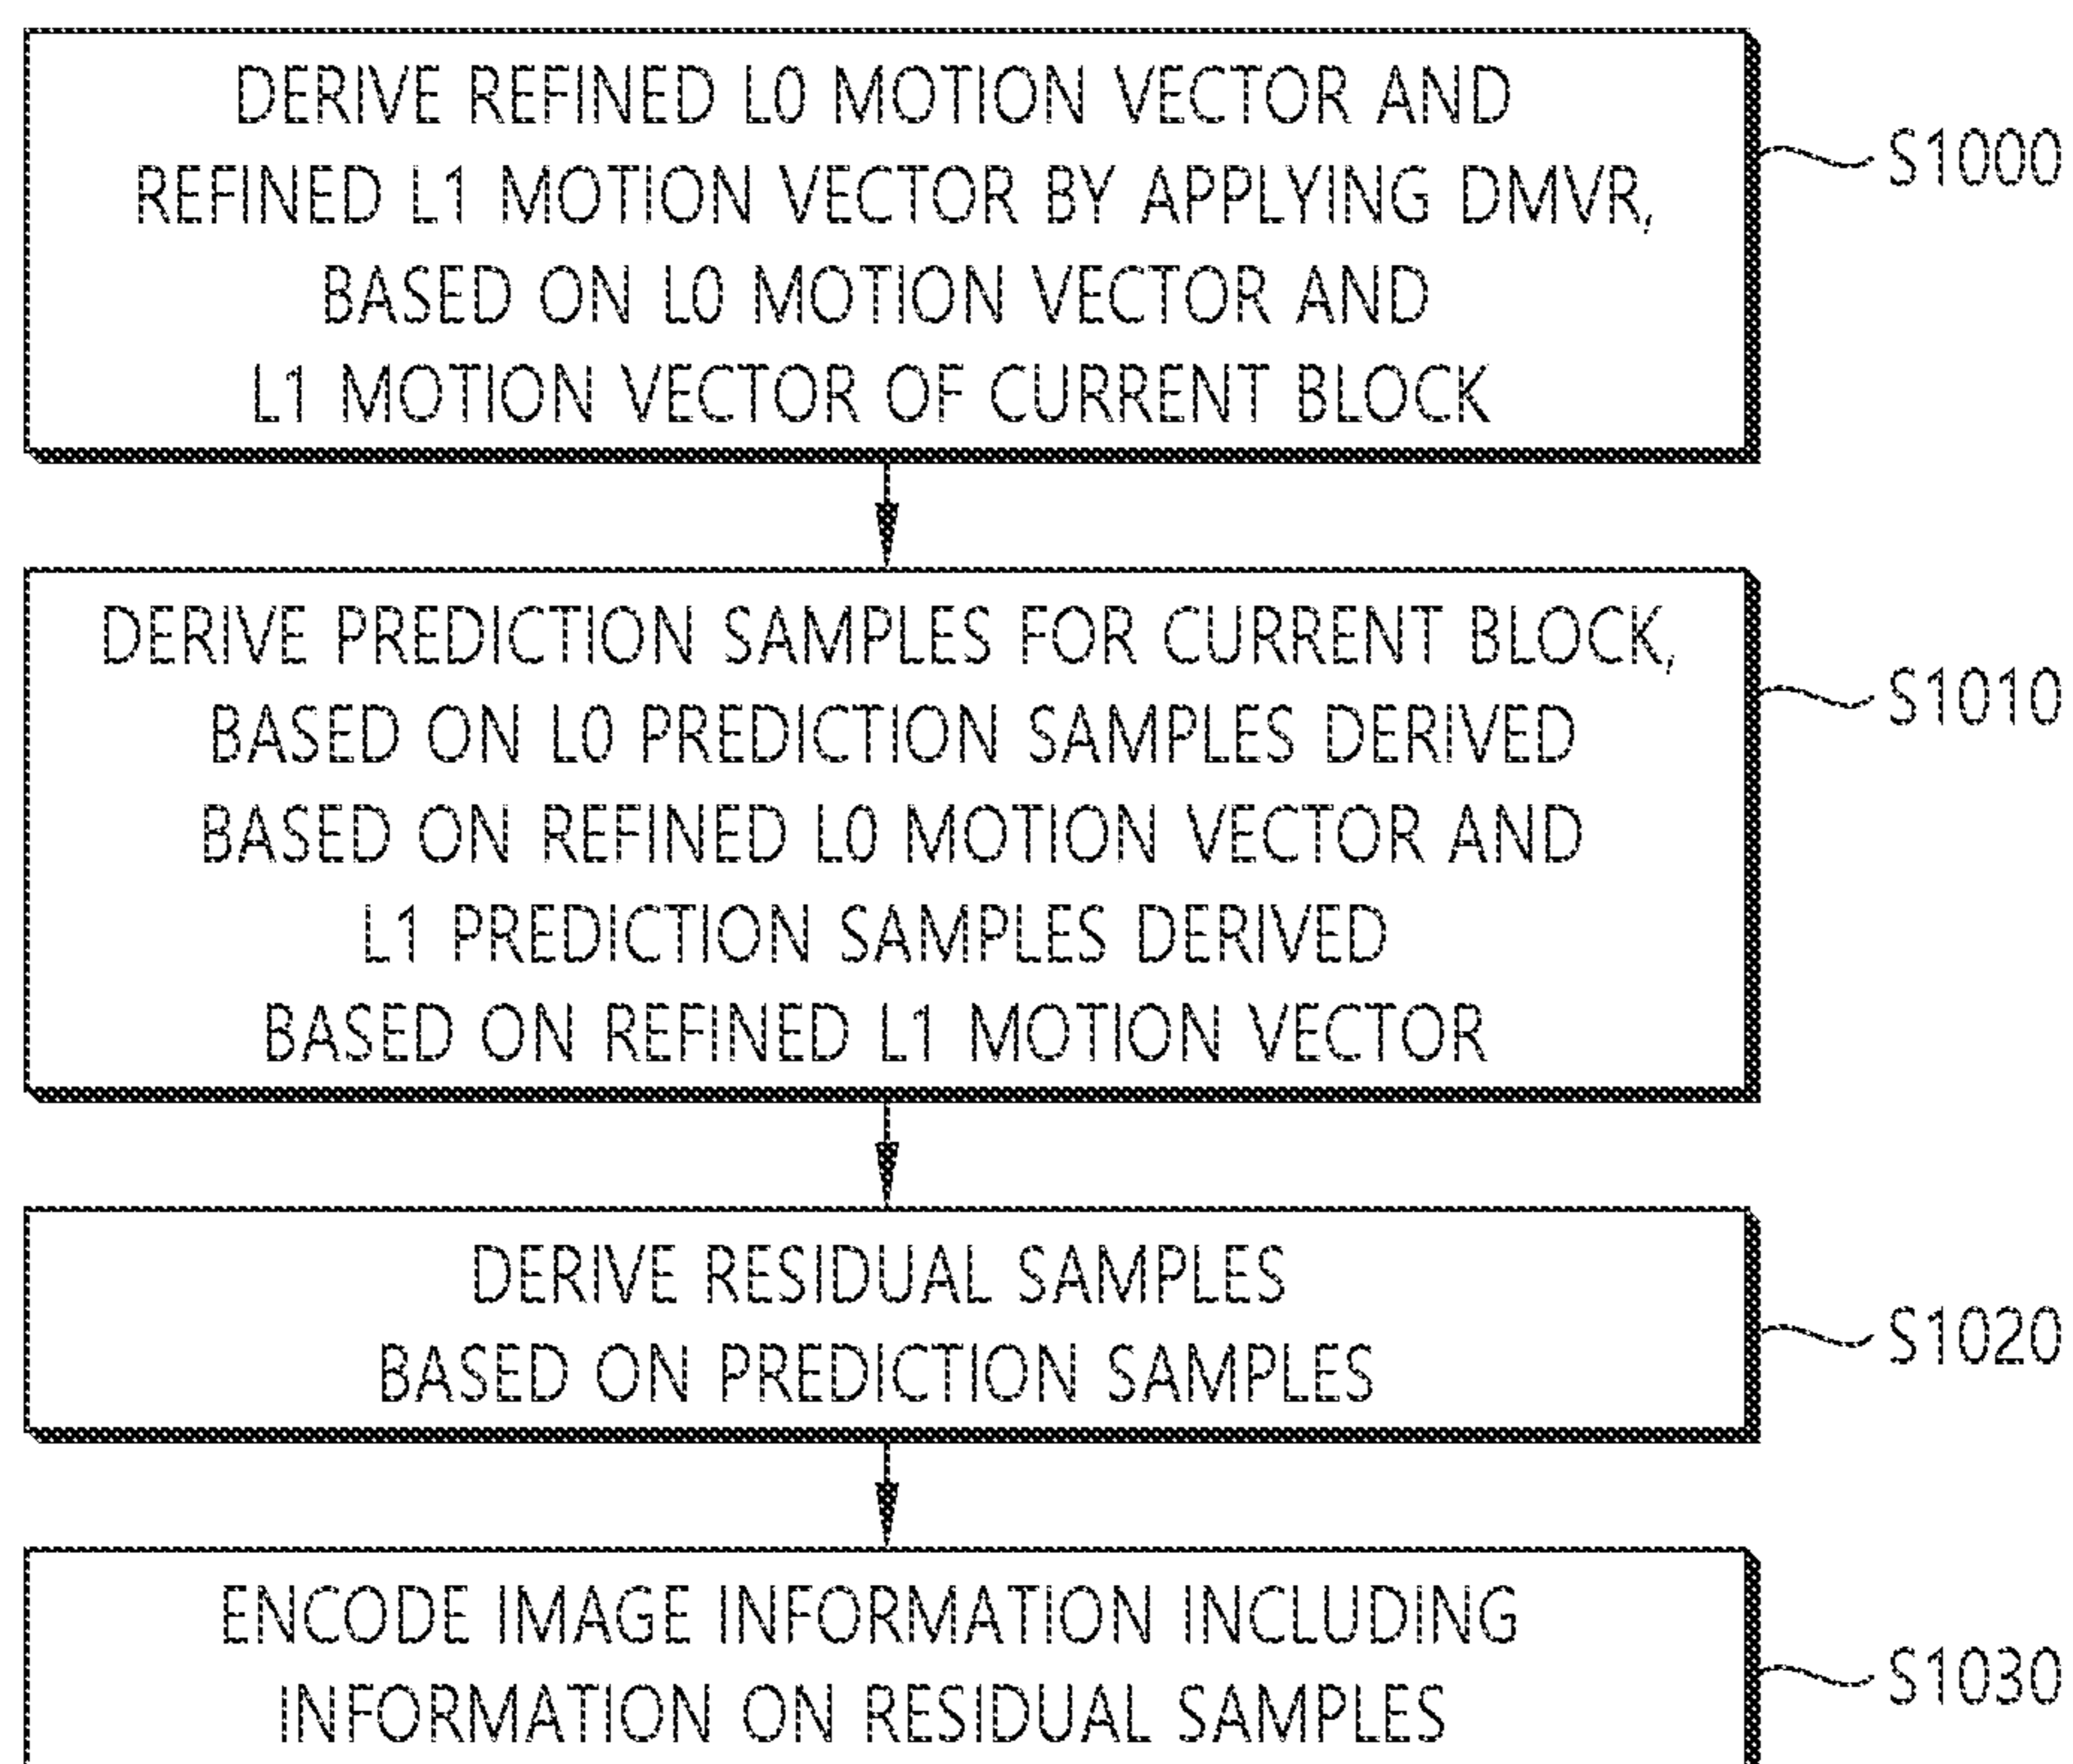 DERIVE REFINED L0 MOTION VECTOR AND
REFINED L1 MOTION VECTOR BY APPLYING DMVR,
BASED ON L0 MOTION VECTOR AND
L1 MOTION VECTOR OF CURRENT BLOCK
S1000
DERIVE PREDICTION SAMPLES FOR CURRENT BLOCK,
BASED ON L0 PREDICTION SAMPLES DERIVED
BASED ON REFINED L0 MOTION VECTOR AND
L1 PREDICTION SAMPLES DERIVED
BASED ON REFINED L1 MOTION VECTOR
S1010
DERIVE RESIDUAL SAMPLES
BASED ON PREDICTION SAMPLES
S1020
ENCODE IMAGE INFORMATION INCLUDING
INFORMATION ON RESIDUAL SAMPLES
S1030